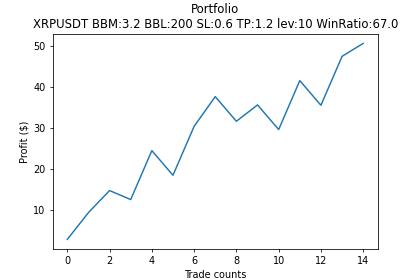 Portfolio
XRPUSDT BBM:3.2 BBL:200 SL:0.6 TP:1.2 lev:10 WinRatio:67.0
50
40
30
20
10
Profit ($)
0 2 4 6 8 10 12 14
Trade counts